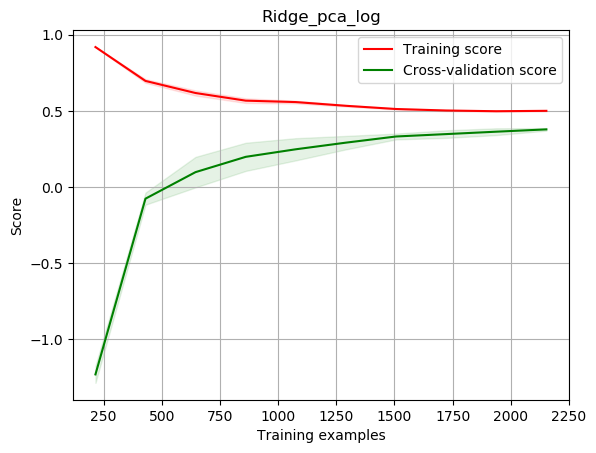 Ridge_pca_log
Training score
Cross-validation score
1.0
0.5
0.0
−0.5
−1.0
Score
250 500 750 1000 1250 1500 1750 2000 2250
Training examples